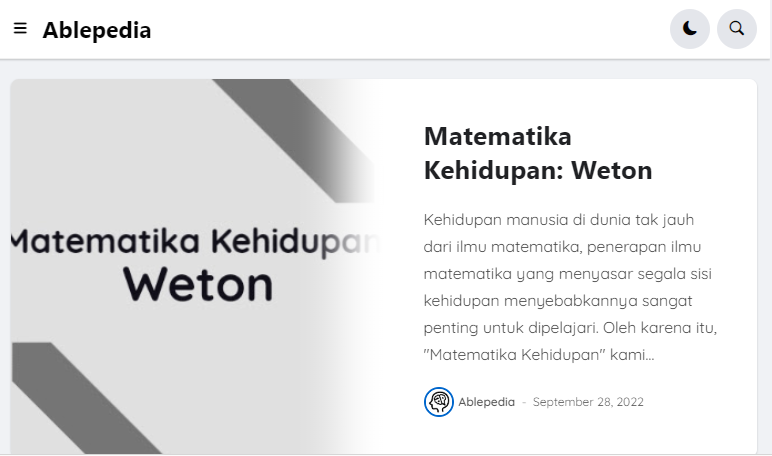 Ablepedia
Matematika Kehidupan
Weton
Matematika
Kehidupan: Weton
Kehidupan manusia di dunia tak jauh
dari ilmu matematika, penerapan ilmu
matematika yang menyasar segala sisi
kehidupan menyebabkannya sangat
penting untuk dipelajari. Oleh karena itu,
"Matematika Kehidupan" kami...
Ablepedia - September 28, 2022